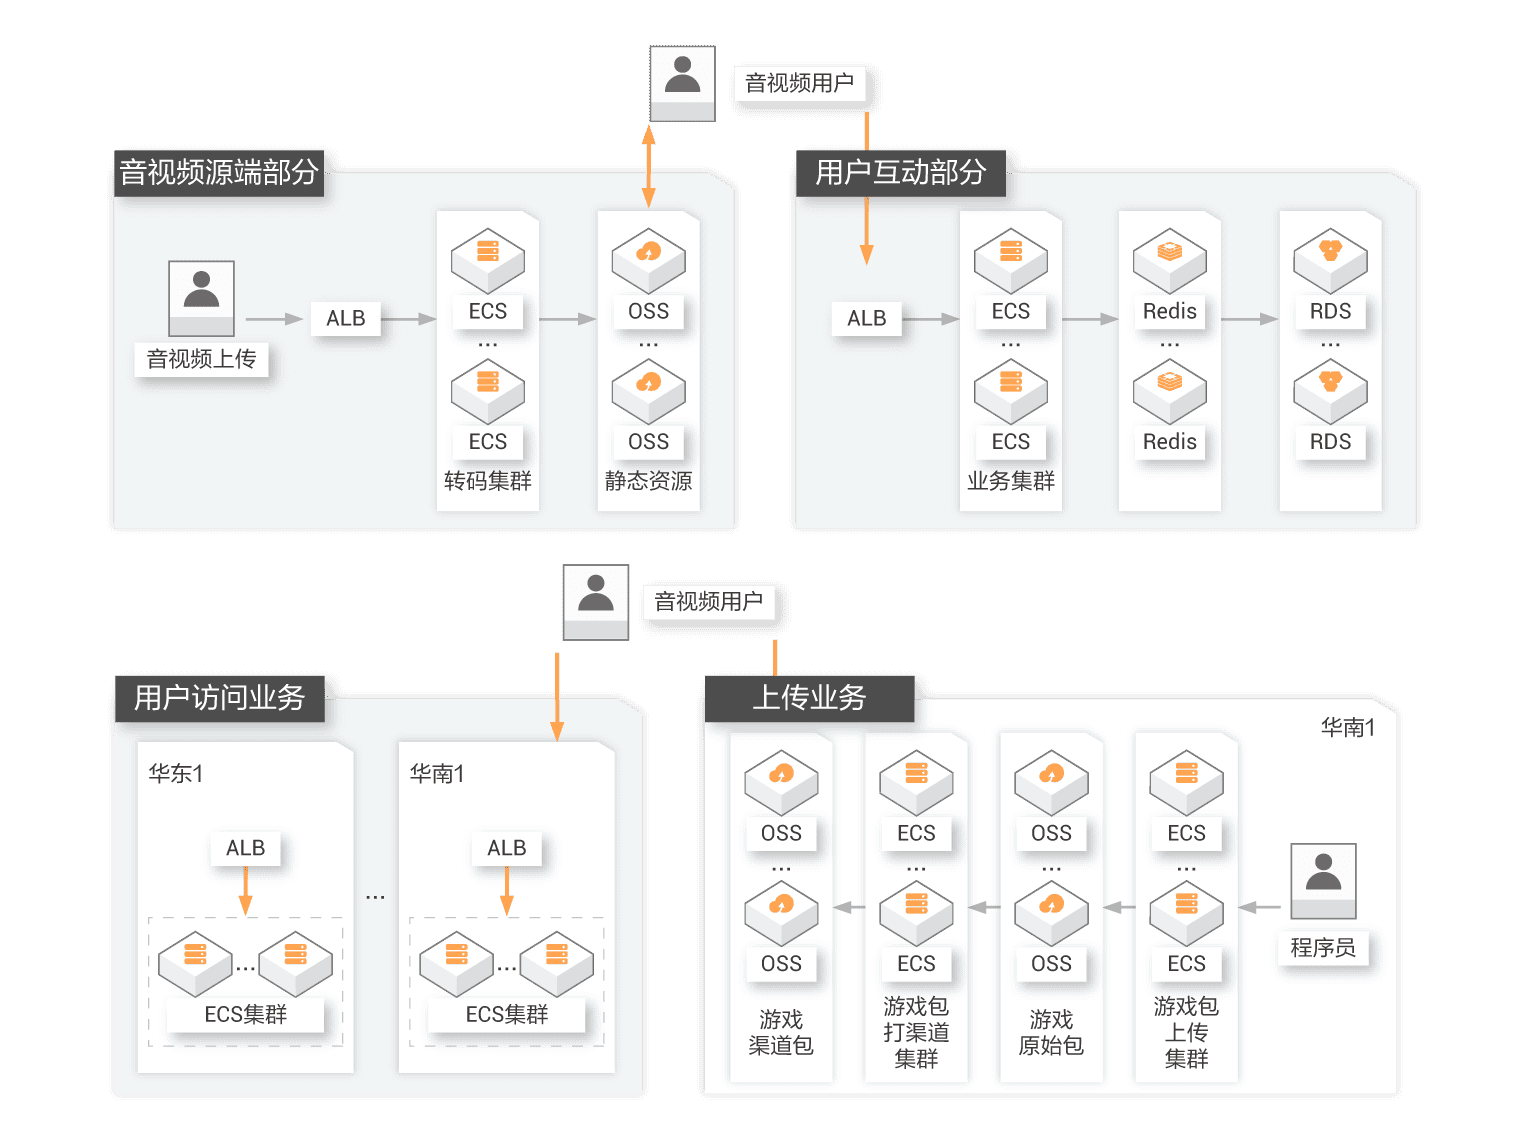 音视频用户
音视频源端部分
音视频上传
ALB
ECS
...
ECS
转码集群
OSS
...
OSS
静态资源
用户互动部分
ALB
ECS
...
ECS
业务集群
Redis
...
Redis
RDS
...
RDS
音视频用户
用户访问业务
华东1
ALB
...
ECS集群
...
华南1
ALB
...
ECS集群
上传业务
华南1
OSS
...
OSS
游戏
渠道包
ECS
...
ECS
游戏包
打渠道
集群
OSS
...
OSS
游戏
原始包
ECS
...
ECS
游戏包
上传
集群
程序员